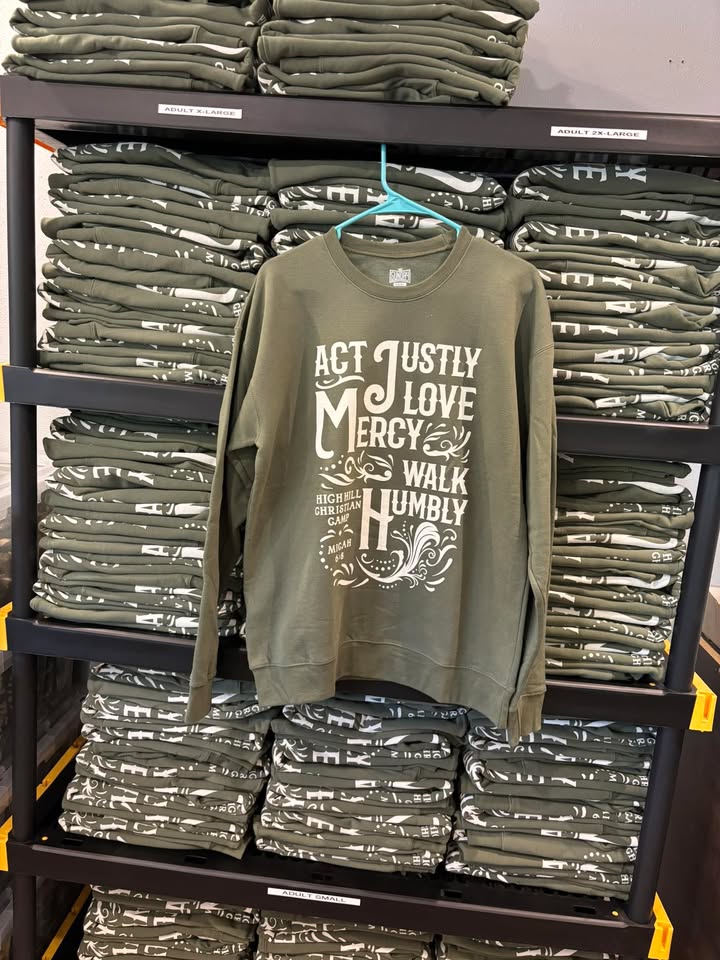 ADULT X-LARGE
ADULT 2X-LARGE
ACT JUSTLY
LOVE
MERCY
WALK
HUMBLY
HIGH HILL
CHRISTIAN
CAMP
MICAH
6:8
ADULT SMALL